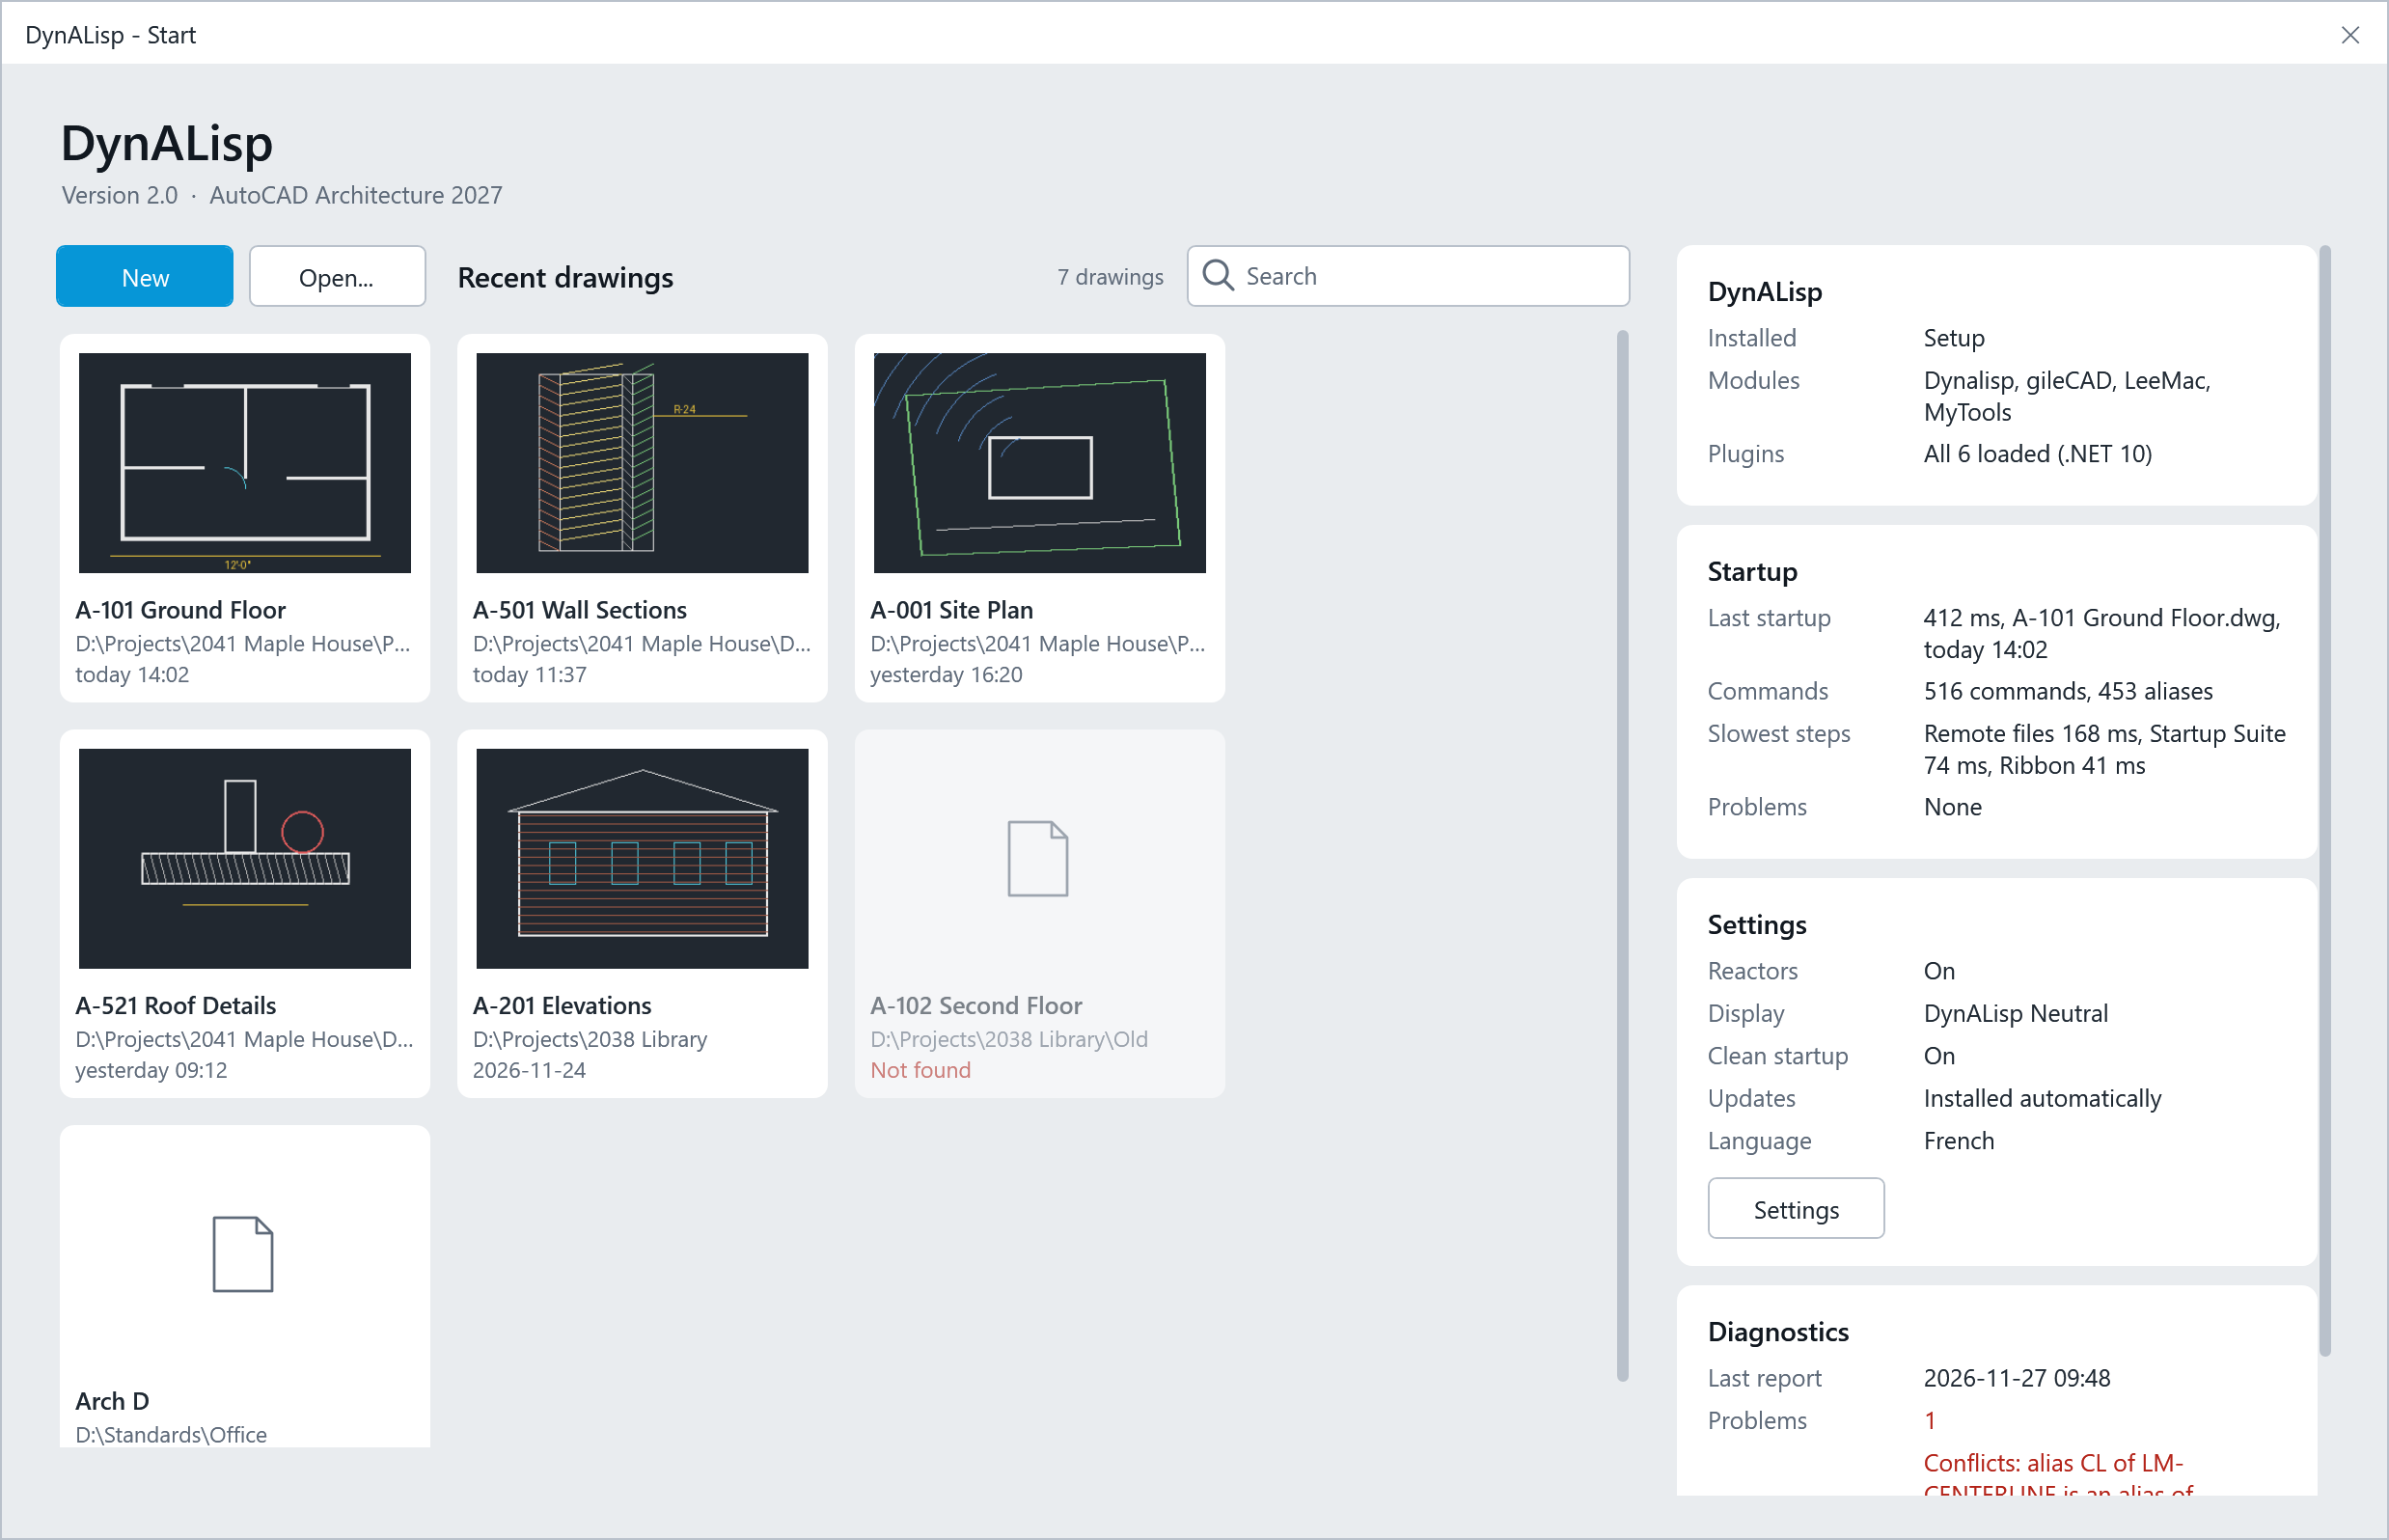 DynALisp - Start
DynALisp
Version 2.0 · AutoCAD Architecture 2027
New
Open...
Recent drawings
7 drawings
Search
12'-0"
A-101 Ground Floor
D:\Projects\2041 Maple House\P...
today 14:02
R-24
A-501 Wall Sections
D:\Projects\2041 Maple House\D...
today 11:37
A-001 Site Plan
D:\Projects\2041 Maple House\P...
yesterday 16:20
A-521 Roof Details
D:\Projects\2041 Maple House\D...
yesterday 09:12
A-201 Elevations
D:\Projects\2038 Library
2026-11-24
A-102 Second Floor
D:\Projects\2038 Library\Old
Not found
Arch D
D:\Standards\Office
DynALisp
Installed Setup
Modules Dynalisp, gileCAD, LeeMac,
MyTools
Plugins All 6 loaded (.NET 10)
Startup
Last startup 412 ms, A-101 Ground Floor.dwg,
today 14:02
Commands 516 commands, 453 aliases
Slowest steps Remote files 168 ms, Startup Suite
74 ms, Ribbon 41 ms
Problems None
Settings
Reactors On
Display DynALisp Neutral
Clean startup On
Updates Installed automatically
Language French
Settings
Diagnostics
Last report 2026-11-27 09:48
Problems 1
Conflicts: alias CL of LM-
CENTERLINE is an alias of